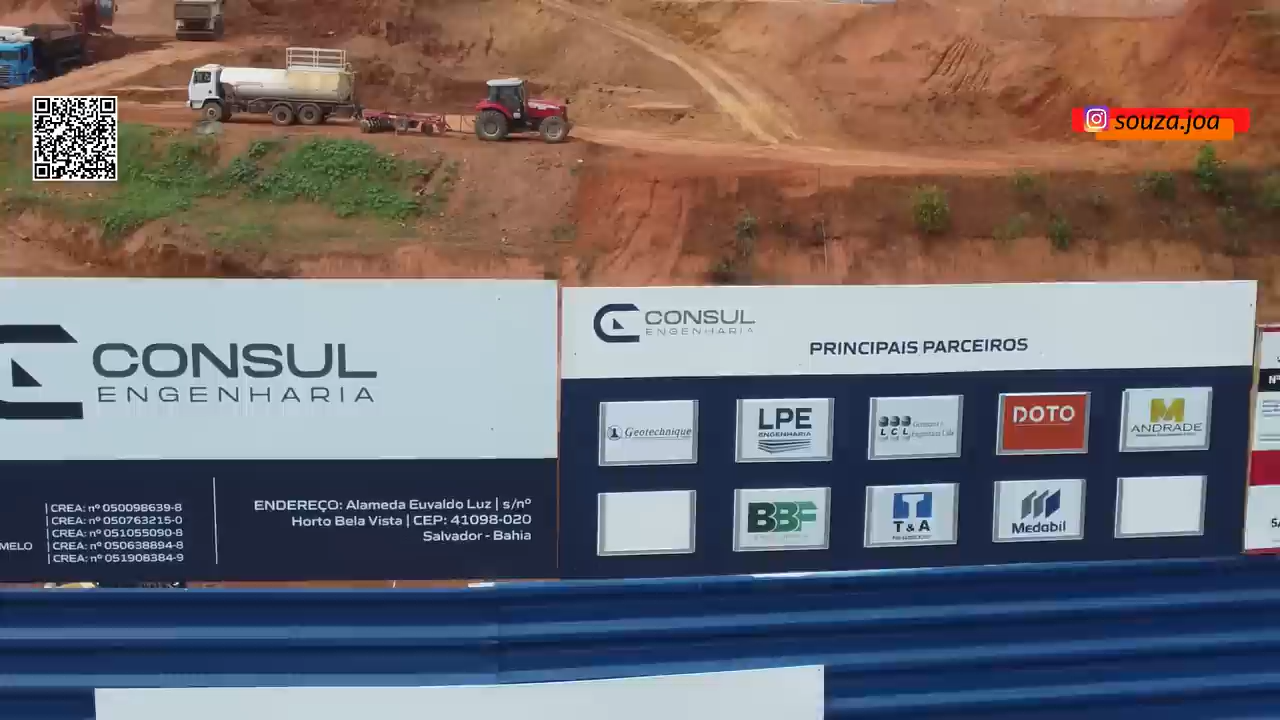 souza.joa
CONSUL
ENGENHARIA
CREA: nº 050098639-8
CREA: nº 050763215-0
CREA: nº 051055090-8
MELO | CREA: nº 050638894-8
CREA: nº 051908384-9
ENDEREÇO: Alameda Euvaldo Luz | s/nº
Horto Bela Vista | CEP: 41098-020
Salvador - Bahia
CONSUL
ENGENHARIA
PRINCIPAIS PARCEIROS
Geotechnique
LPE
ENGENHARIA
LCL
DOTO
M
ANDRADE
BBF
T
T & A
Medabil
Nº